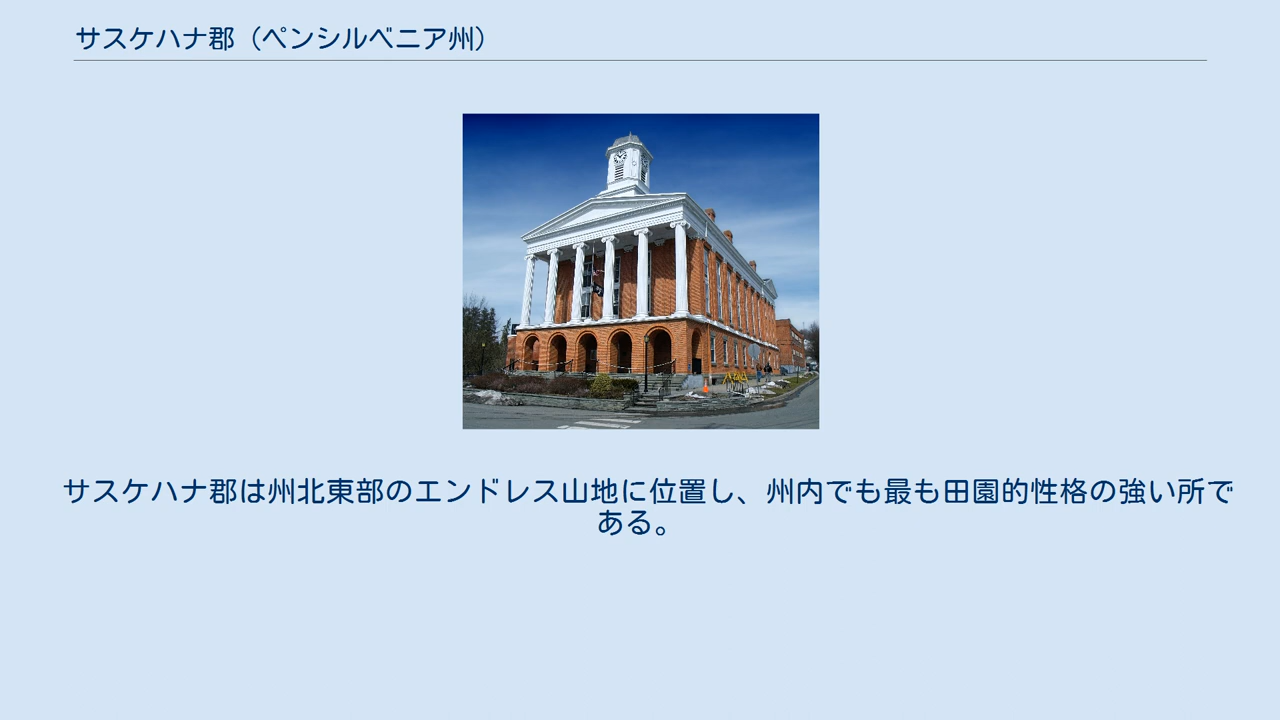 サスケハナ郡（ペンシルベニア州）
サスケハナ郡は州北東部のエンドレス山地に位置し、州内でも最も田園的性格の強い所で
ある。